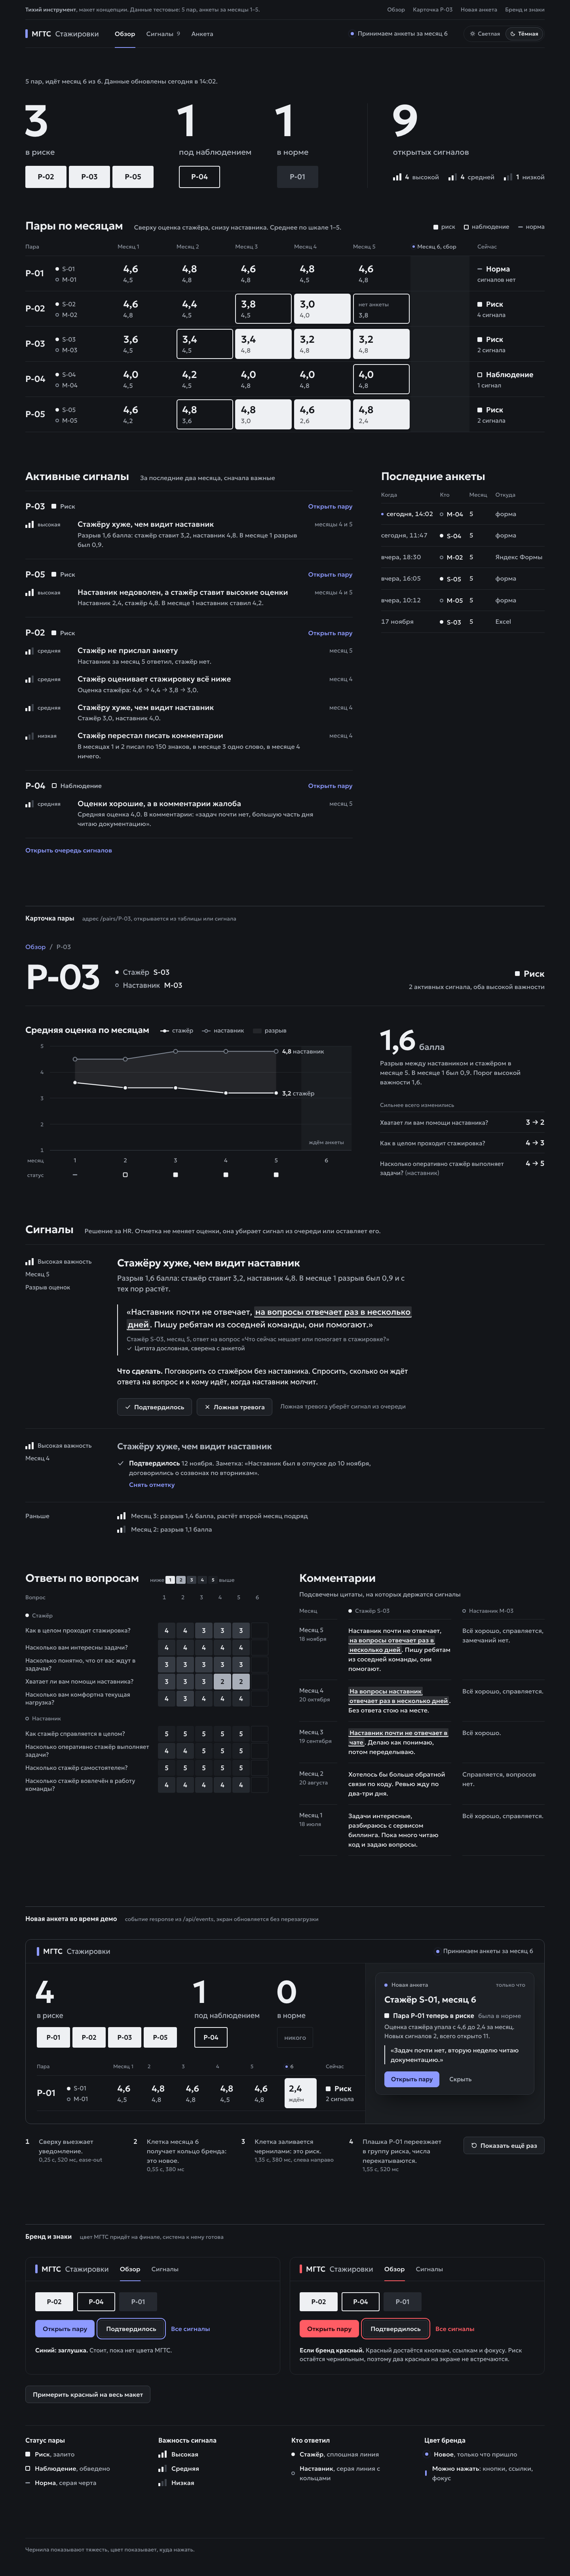 Тихий инструмент, макет концепции. Данные тестовые: 5 пар, анкеты за месяцы 1–5.
Обзор Карточка P-03 Новая анкета Бренд и знаки
МГТС Стажировки Обзор Сигналы 9 Анкета Принимаем анкеты за месяц 6 Светлая Тёмная
5 пар, идёт месяц 6 из 6. Данные обновлены сегодня в 14:02.
3 1 1 9
в риске под наблюдением в норме открытых сигналов
P-02 P-03 P-05 P-04 P-01 4 высокой 4 средней 1 низкой
Пары по месяцам Сверху оценка стажёра, снизу наставника. Среднее по шкале 1–5. риск наблюдение норма
Пара Месяц 1 Месяц 2 Месяц 3 Месяц 4 Месяц 5 Месяц 6, сбор Сейчас
P-01 S-01 4,6 4,8 4,6 4,8 4,6 Норма
M-01 4,5 4,8 4,8 4,5 4,8 сигналов нет
P-02 S-02 4,6 4,4 3,8 3,0 нет анкеты Риск
M-02 4,8 4,5 4,5 4,0 3,8 4 сигнала
P-03 S-03 3,6 3,4 3,4 3,2 3,2 Риск
M-03 4,5 4,5 4,8 4,8 4,8 2 сигнала
P-04 S-04 4,0 4,2 4,0 4,0 4,0 Наблюдение
M-04 4,5 4,5 4,8 4,8 4,8 1 сигнал
P-05 S-05 4,6 4,8 4,8 4,6 4,8 Риск
M-05 4,2 3,6 3,0 2,6 2,4 2 сигнала
Активные сигналы За последние два месяца, сначала важные
P-03 Риск Открыть пару
высокая Стажёру хуже, чем видит наставник месяцы 4 и 5
Разрыв 1,6 балла: стажёр ставит 3,2, наставник 4,8. В месяце 1 разрыв
был 0,9.
P-05 Риск Открыть пару
высокая Наставник недоволен, а стажёр ставит высокие оценки месяцы 4 и 5
Наставник 2,4, стажёр 4,8. В месяце 1 наставник ставил 4,2.
P-02 Риск Открыть пару
средняя Стажёр не прислал анкету месяц 5
Наставник за месяц 5 ответил, стажёр нет.
средняя Стажёр оценивает стажировку всё ниже месяц 4
Оценка стажёра: 4,6 → 4,4 → 3,8 → 3,0.
средняя Стажёру хуже, чем видит наставник месяц 4
Стажёр 3,0, наставник 4,0.
низкая Стажёр перестал писать комментарии месяц 4
В месяцах 1 и 2 писал по 150 знаков, в месяце 3 одно слово, в месяце 4
ничего.
P-04 Наблюдение Открыть пару
средняя Оценки хорошие, а в комментарии жалоба месяц 5
Средняя оценка 4,0. В комментарии: «задач почти нет, большую часть дня
читаю документацию».
Открыть очередь сигналов
Последние анкеты
Когда Кто Месяц Откуда
сегодня, 14:02 M-04 5 форма
сегодня, 11:47 S-04 5 форма
вчера, 18:30 M-02 5 Яндекс Формы
вчера, 16:05 S-05 5 форма
вчера, 10:12 M-05 5 форма
17 ноября S-03 5 Excel
Карточка пары адрес /pairs/P-03, открывается из таблицы или сигнала
Обзор / P-03
P-03 Стажёр S-03
Наставник M-03
Риск
2 активных сигнала, оба высокой важности
Средняя оценка по месяцам стажёр наставник разрыв
5
4
3
2
1
4,8 наставник
3,2 стажёр
ждём анкеты
месяц 1 2 3 4 5 6
статус
1,6 балла
Разрыв между наставником и стажёром в
месяце 5. В месяце 1 был 0,9. Порог высокой
важности 1,6.
Сильнее всего изменились
Хватает ли вам помощи наставника? 3 → 2
Как в целом проходит стажировка? 4 → 3
Насколько оперативно стажёр выполняет 4 → 5
задачи? (наставник)
Сигналы Решение за HR. Отметка не меняет оценки, она убирает сигнал из очереди или оставляет его.
Высокая важность
Месяц 5
Разрыв оценок
Стажёру хуже, чем видит наставник
Разрыв 1,6 балла: стажёр ставит 3,2, наставник 4,8. В месяце 1 разрыв был 0,9 и с
тех пор растёт.
«Наставник почти не отвечает, на вопросы отвечает раз в несколько
дней. Пишу ребятам из соседней команды, они помогают.»
Стажёр S-03, месяц 5, ответ на вопрос «Что сейчас мешает или помогает в стажировке?»
Цитата дословная, сверена с анкетой
Что сделать. Поговорить со стажёром без наставника. Спросить, сколько он ждёт
ответа на вопрос и к кому идёт, когда наставник молчит.
Подтвердилось Ложная тревога Ложная тревога уберёт сигнал из очереди
Высокая важность
Месяц 4
Стажёру хуже, чем видит наставник
Подтвердилось 12 ноября. Заметка: «Наставник был в отпуске до 10 ноября,
договорились о созвонах по вторникам».
Снять отметку
Раньше Месяц 3: разрыв 1,4 балла, растёт второй месяц подряд
Месяц 2: разрыв 1,1 балла
Ответы по вопросам ниже 1 2 3 4 5 выше
Вопрос 1 2 3 4 5 6
Стажёр
Как в целом проходит стажировка? 4 4 3 3 3
Насколько вам интересны задачи? 4 4 4 4 4
Насколько понятно, что от вас ждут в
задачах? 3 3 3 3 3
Хватает ли вам помощи наставника? 3 3 3 2 2
Насколько вам комфортна текущая
нагрузка? 4 3 4 4 4
Наставник
Как стажёр справляется в целом? 5 5 5 5 5
Насколько оперативно стажёр выполняет
задачи? 4 4 5 5 5
Насколько стажёр самостоятелен? 5 5 5 5 5
Насколько стажёр вовлечён в работу
команды? 4 4 4 4 4
Комментарии
Подсвечены цитаты, на которых держатся сигналы
Месяц Стажёр S-03 Наставник M-03
Месяц 5
18 ноября
Наставник почти не отвечает,
на вопросы отвечает раз в
несколько дней. Пишу ребятам
из соседней команды, они
помогают.
Всё хорошо, справляется,
замечаний нет.
Месяц 4
20 октября
На вопросы наставник
отвечает раз в несколько дней.
Без ответа стою на месте.
Всё хорошо, справляется.
Месяц 3
19 сентября
Наставник почти не отвечает в
чате. Делаю как понимаю,
потом переделываю.
Всё хорошо.
Месяц 2
20 августа
Хотелось бы больше обратной
связи по коду. Ревью жду по
два-три дня.
Справляется, вопросов
нет.
Месяц 1
18 июля
Задачи интересные,
разбираюсь с сервисом
биллинга. Пока много читаю
код и задаю вопросы.
Всё хорошо, справляется.
Новая анкета во время демо событие response из /api/events, экран обновляется без перезагрузки
МГТС Стажировки Принимаем анкеты за месяц 6
4 1 0
в риске под наблюдением в норме
P-01 P-02 P-03 P-05 P-04 никого
Пара Месяц 1 2 3 4 5 6 Сейчас
P-01 S-01 4,6 4,8 4,6 4,8 4,6 2,4 Риск
M-01 4,5 4,8 4,8 4,5 4,8 ждём 2 сигнала
Новая анкета только что
Стажёр S-01, месяц 6
Пара P-01 теперь в риске была в норме
Оценка стажёра упала с 4,6 до 2,4 за месяц.
Новых сигналов 2, всего открыто 11.
«Задач почти нет, вторую неделю читаю
документацию.»
Открыть пару Скрыть
1 Сверху выезжает
уведомление.
0,25 с, 520 мс, ease-out
2 Клетка месяца 6
получает кольцо бренда:
это новое.
0,55 с, 380 мс
3 Клетка заливается
чернилами: это риск.
1,35 с, 380 мс, слева направо
4 Плашка P-01 переезжает
в группу риска, числа
перекатываются.
1,55 с, 520 мс
Показать ещё раз
Бренд и знаки цвет МГТС придёт на финале, система к нему готова
МГТС Стажировки Обзор Сигналы
P-02 P-04 P-01
Открыть пару Подтвердилось Все сигналы
Синий: заглушка. Стоит, пока нет цвета МГТС.
МГТС Стажировки Обзор Сигналы
P-02 P-04 P-01
Открыть пару Подтвердилось Все сигналы
Если бренд красный. Красный достаётся кнопкам, ссылкам и фокусу. Риск
остаётся чернильным, поэтому два красных на экране не встречаются.
Примерить красный на весь макет
Статус пары
Риск, залито
Наблюдение, обведено
Норма, серая черта
Важность сигнала
Высокая
Средняя
Низкая
Кто ответил
Стажёр, сплошная линия
Наставник, серая линия с
кольцами
Цвет бренда
Новое, только что пришло
Можно нажать: кнопки, ссылки,
фокус
Чернила показывают тяжесть, цвет показывает, куда нажать.